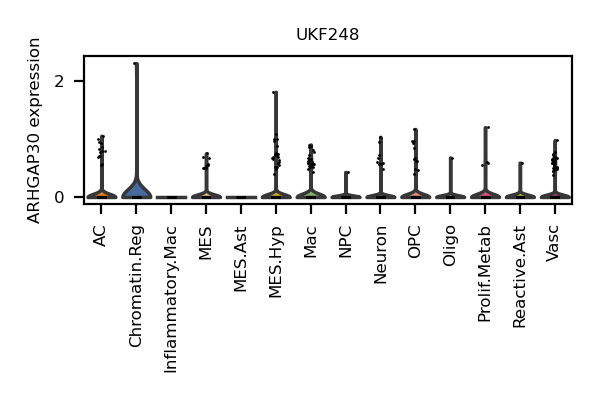 UKF248
ARHGAP30 expression
2
0
AC
Chromatin.Reg
Inflammatory.Mac
MES
MES.Ast
MES.Hyp
Mac
NPC
Neuron
OPC
Oligo
Prolif.Metab
Reactive.Ast
Vasc